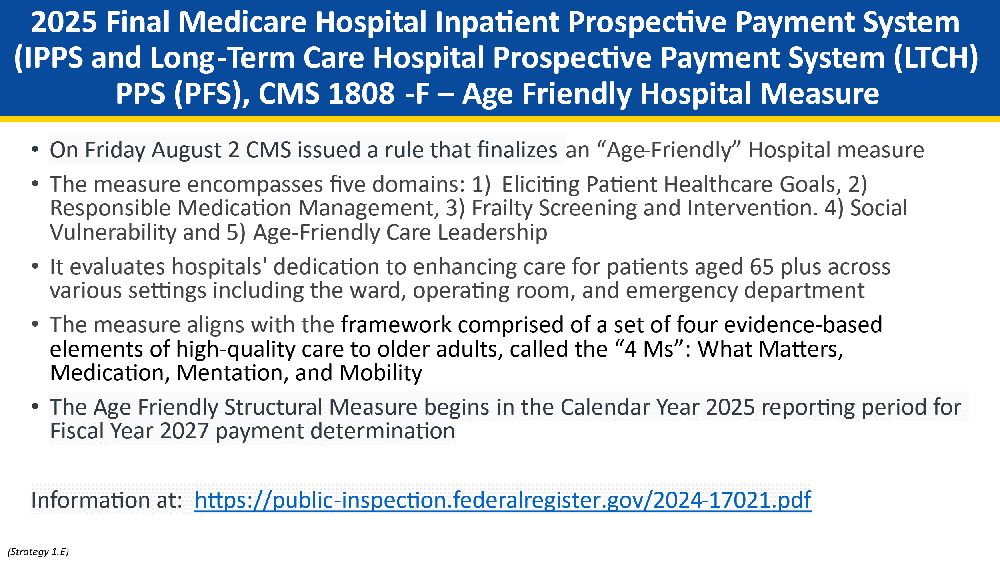 2025 Final Medicare Hospital Inpatient Prospective Payment System
(IPPS and Long-Term Care Hospital Prospective Payment System (LTCH)
PPS (PFS), CMS 1808 -F – Age Friendly Hospital Measure
• On Friday August 2 CMS issued a rule that finalizes an “Age-Friendly” Hospital measure
• The measure encompasses five domains: 1) Eliciting Patient Healthcare Goals, 2)
Responsible Medication Management, 3) Frailty Screening and Intervention. 4) Social
Vulnerability and 5) Age-Friendly Care Leadership
• It evaluates hospitals' dedication to enhancing care for patients aged 65 plus across
various settings including the ward, operating room, and emergency department
• The measure aligns with the framework comprised of a set of four evidence-based
elements of high-quality care to older adults, called the “4 Ms”: What Matters,
Medication, Mentation, and Mobility
• The Age Friendly Structural Measure begins in the Calendar Year 2025 reporting period for
Fiscal Year 2027 payment determination
Information at: https://public-inspection.federalregister.gov/2024-17021.pdf
(Strategy 1.E)